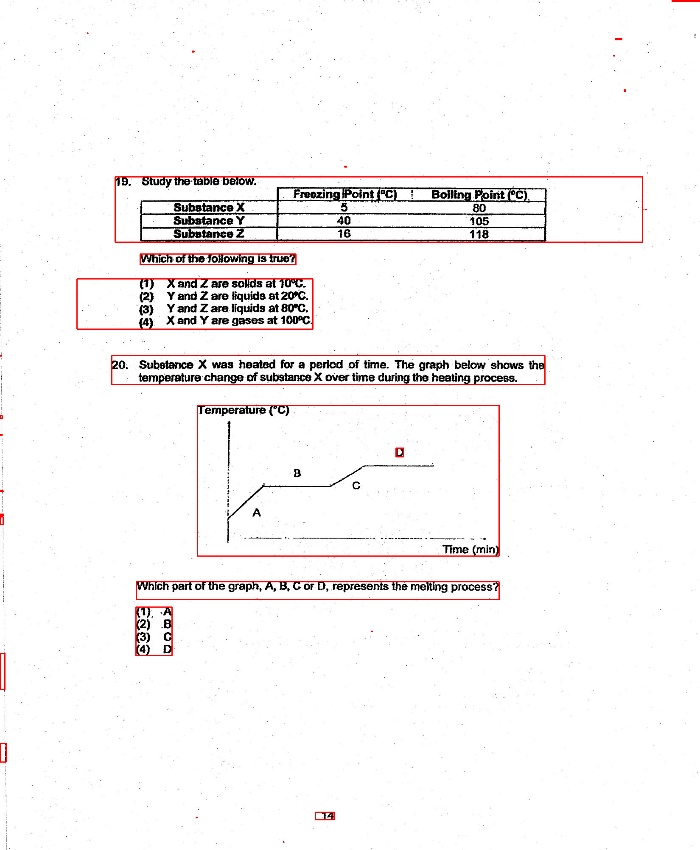 19. Study the table below.
Freezing Point (°C) Boiling Point (°C)
Substance X 5 80
Substance Y 40 105
Substance Z 16 118
Which of the following is true?
(1) X and Z are solids at 10°C.
(2) Y and Z are liquids at 20°C.
(3) Y and Z are liquids at 80°C.
(4) X and Y are gases at 100°C.
20. Substance X was heated for a period of time. The graph below shows the
temperature change of substance X over time during the heating process.
Temperature (°C)
D
B
C
A
Time (min)
Which part of the graph, A, B, C or D, represents the melting process?
(1) A
(2) B
(3) C
(4) D
14